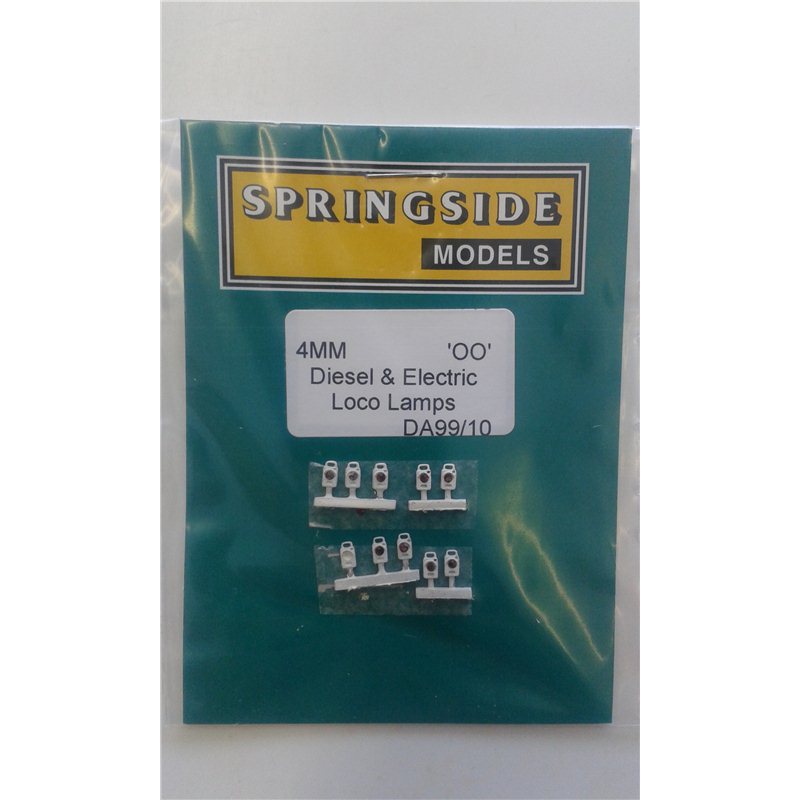 SPRINGSIDE
MODELS
4MM 'OO'
Diesel & Electric
Loco Lamps
DA99/10